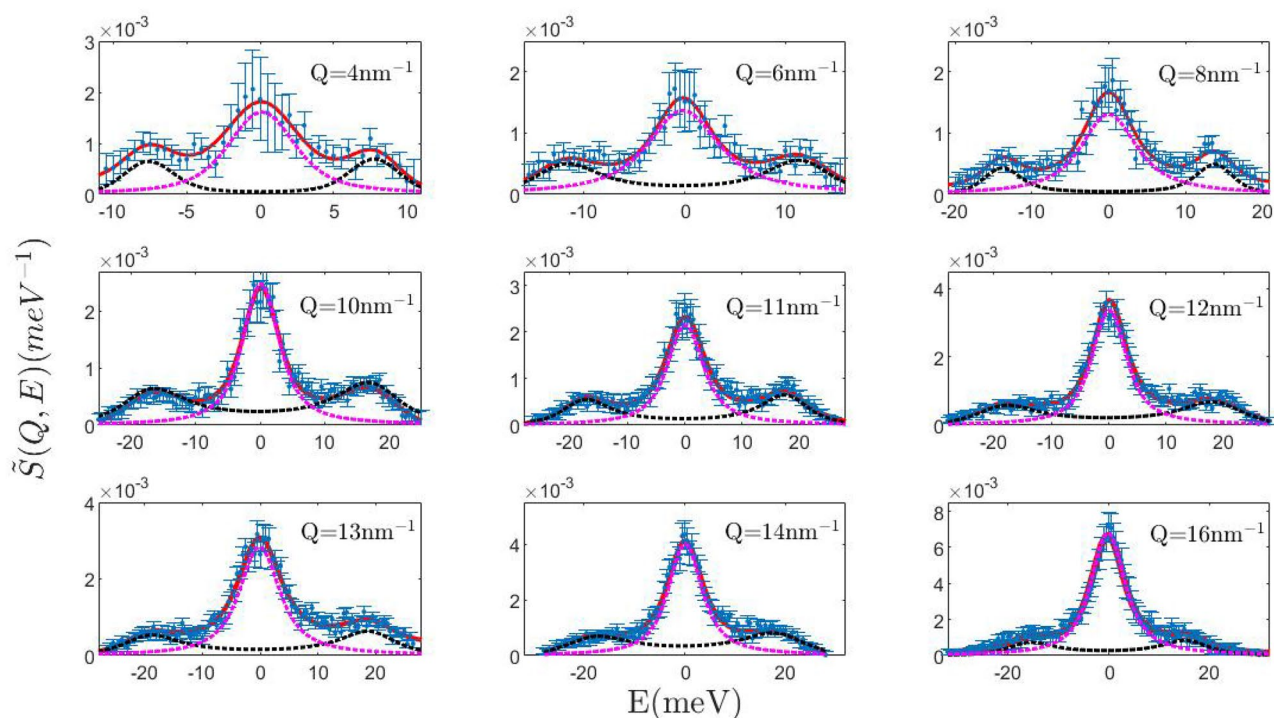 ×10⁻³
3
2
1
0
Q=4nm⁻¹
-10 -5 0 5 10
×10⁻³
2
1
0
Q=6nm⁻¹
-10 0 10
×10⁻³
2
1
0
Q=8nm⁻¹
-20 -10 0 10 20
×10⁻³
2
1
0
Q=10nm⁻¹
-20 -10 0 10 20
×10⁻³
3
2
1
0
Q=11nm⁻¹
-20 -10 0 10 20
×10⁻³
4
2
0
Q=12nm⁻¹
-20 -10 0 10 20
×10⁻³
4
2
0
Q=13nm⁻¹
-20 -10 0 10 20
×10⁻³
4
2
0
Q=14nm⁻¹
-20 0 20
×10⁻³
8
6
4
2
0
Q=16nm⁻¹
-20 0 20
S̃(Q, E)(meV⁻¹)
E(meV)